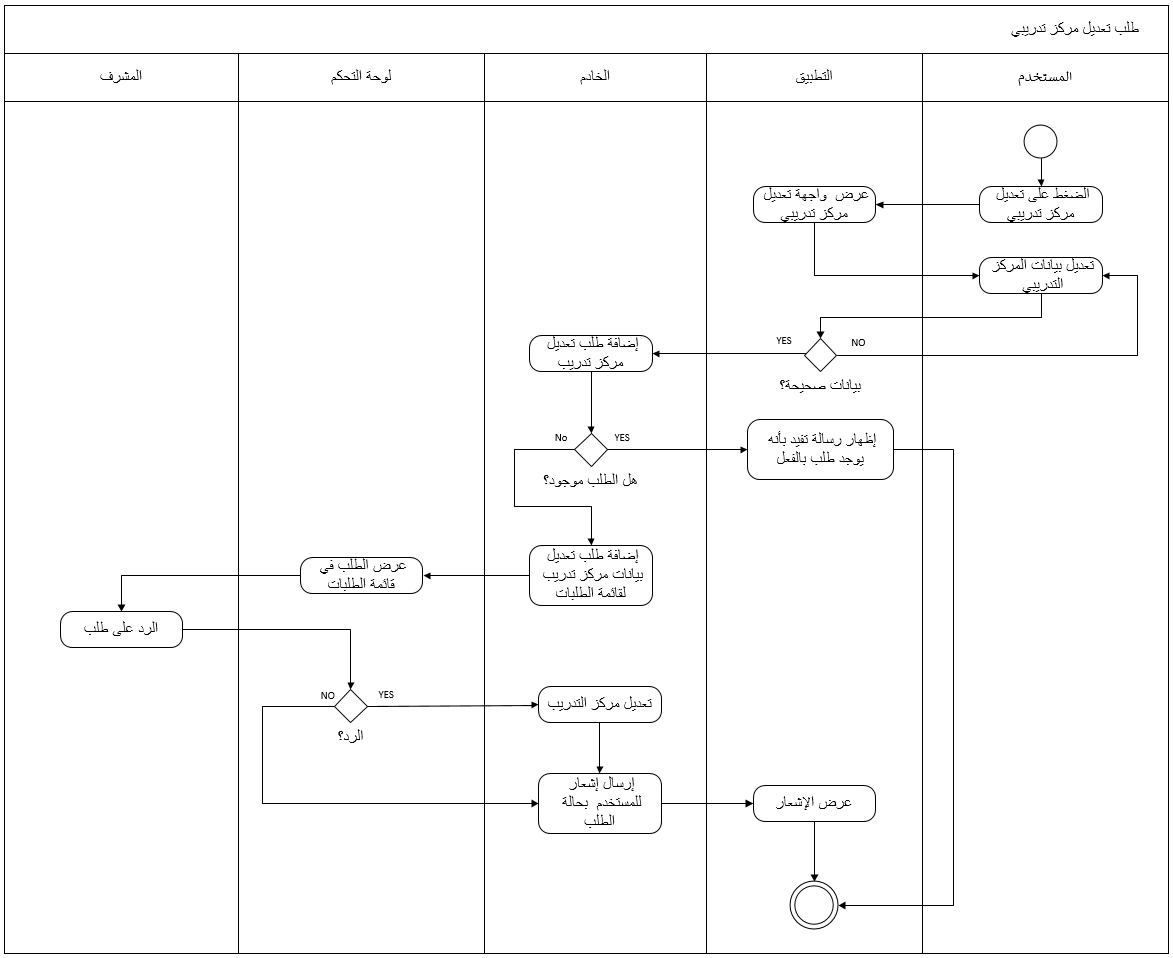 طلب تعديل مركز تدريبي
المستخدم
التطبيق
الخادم
لوحة التحكم
المشرف
الضغط على تعديل
مركز تدريبي
عرض واجهة تعديل
مركز تدريبي
تعديل بيانات المركز
التدريبي
NO
YES
بيانات صحيحة؟
إضافة طلب تعديل
مركز تدريب
YES
No
هل الطلب موجود؟
إظهار رسالة تفيد بأنه
يوجد طلب بالفعل
إضافة طلب تعديل
بيانات مركز تدريب
لقائمة الطلبات
عرض الطلب في
قائمة الطلبات
الرد على طلب
YES
NO
الرد؟
تعديل مركز التدريب
إرسال إشعار
للمستخدم بحالة
الطلب
عرض الإشعار